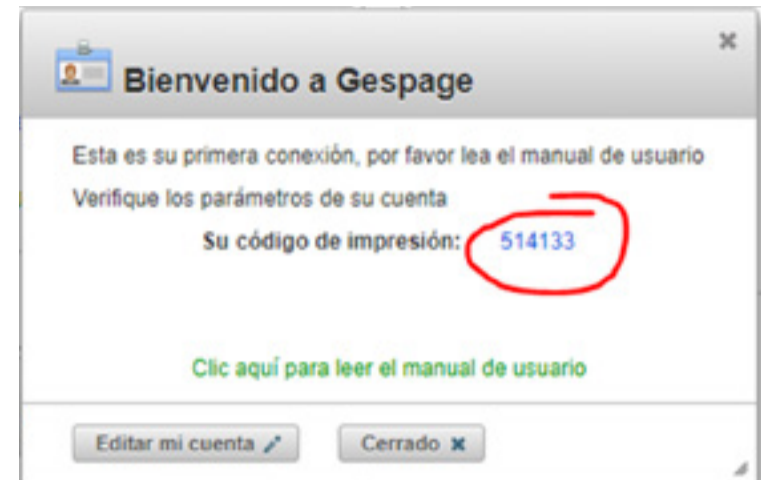 Bienvenido a Gespage
Esta es su primera conexión, por favor lea el manual de usuario
Verifique los parámetros de su cuenta
Su código de impresión: 514133
Clic aquí para leer el manual de usuario
Editar mi cuenta
Cerrado